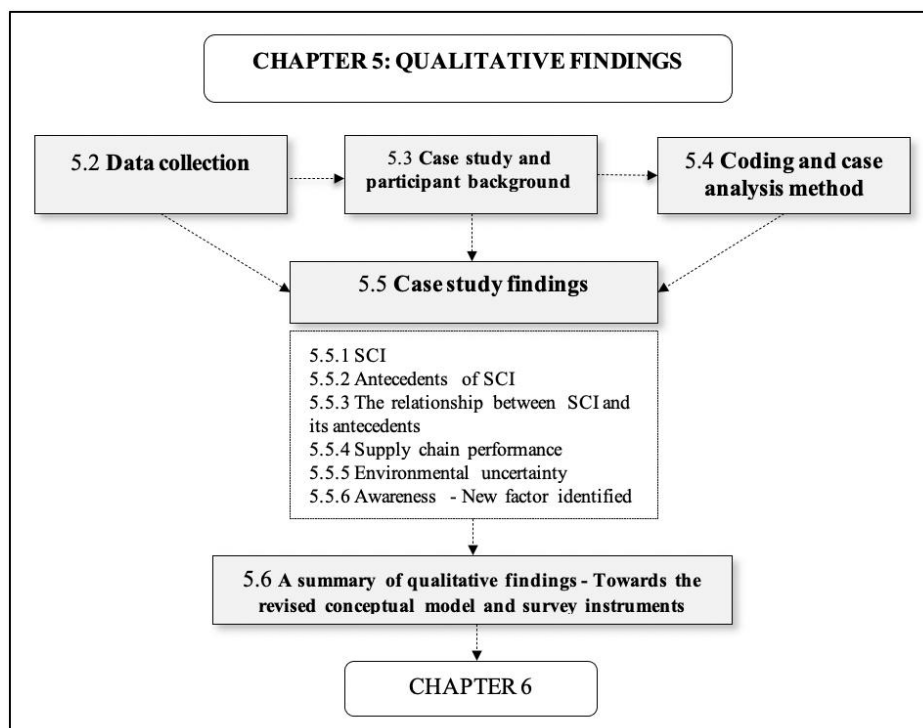 CHAPTER 5: QUALITATIVE FINDINGS
5.2 Data collection
5.3 Case study and
participant background
5.4 Coding and case
analysis method
5.5 Case study findings
5.5.1 SCI
5.5.2 Antecedents of SCI
5.5.3 The relationship between SCI and
its antecedents
5.5.4 Supply chain performance
5.5.5 Environmental uncertainty
5.5.6 Awareness - New factor identified
5.6 A summary of qualitative findings - Towards the
revised conceptual model and survey instruments
CHAPTER 6